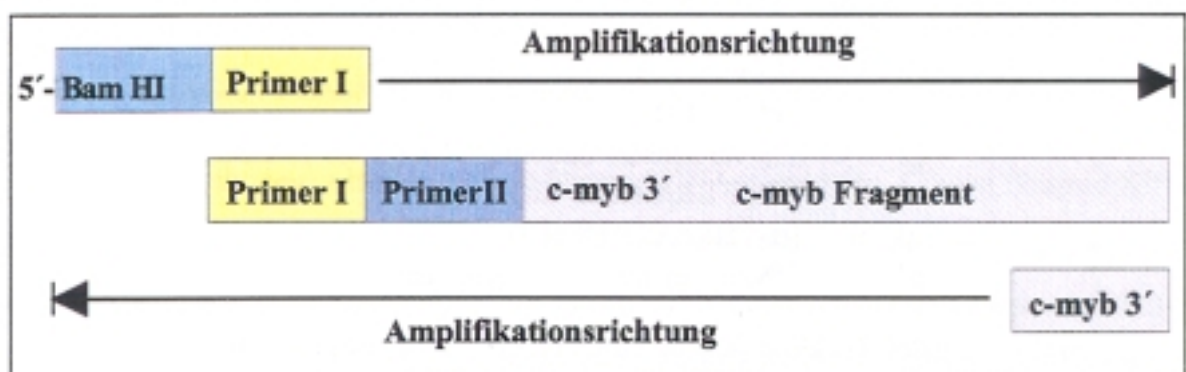 Amplifikationsrichtung
5´- Bam HI Primer I
Primer I PrimerII c-myb 3´ c-myb Fragment
c-myb 3´
Amplifikationsrichtung